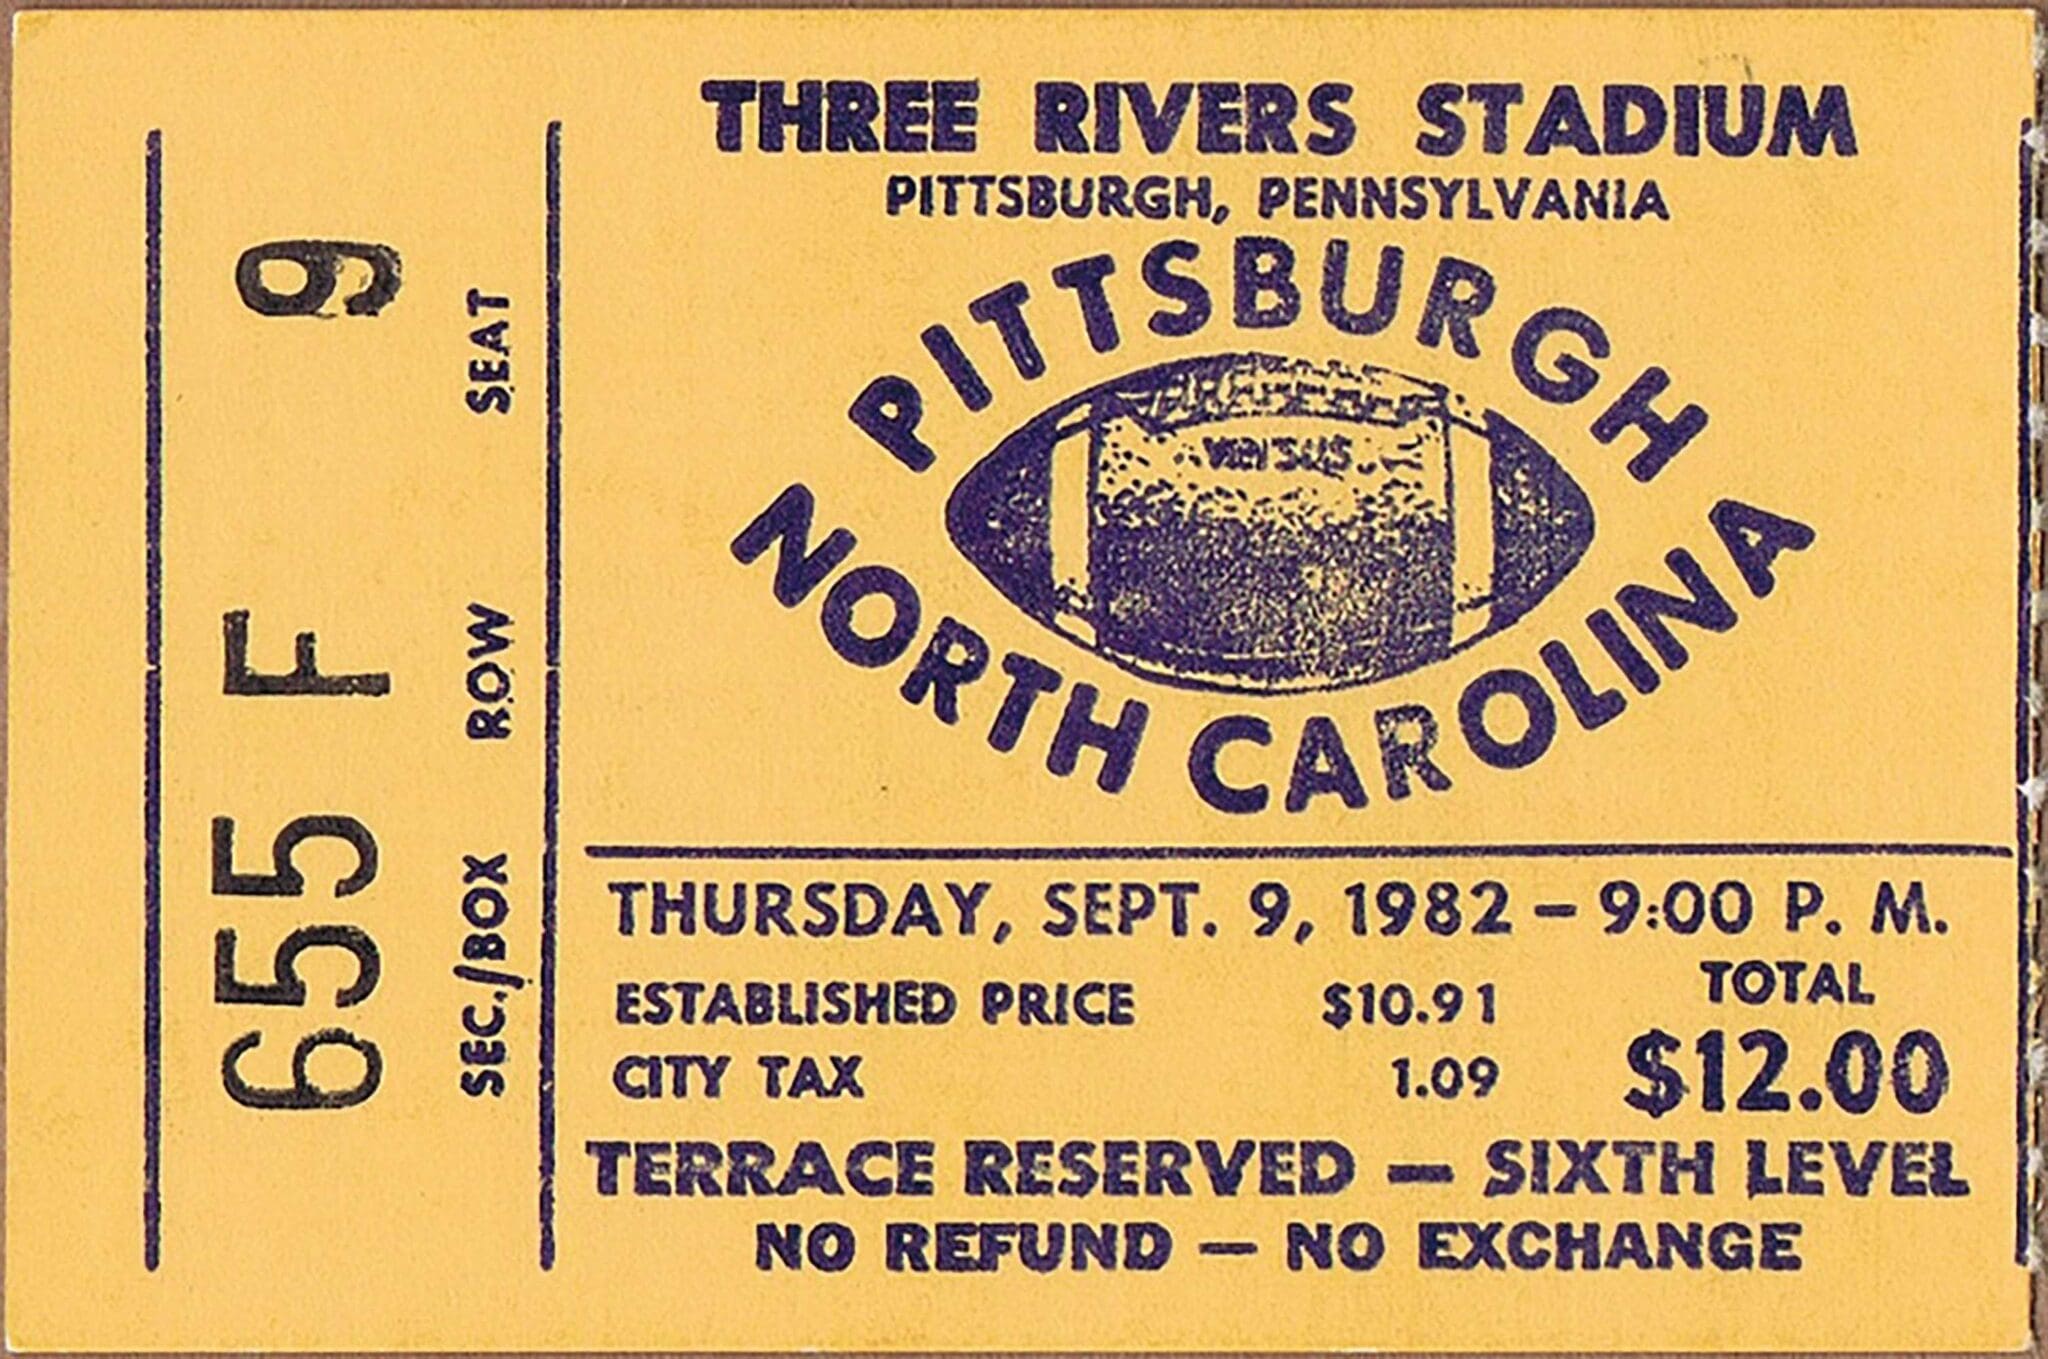 THREE RIVERS STADIUM
PITTSBURGH, PENNSYLVANIA
PITTSBURGH
VERSUS
NORTH CAROLINA
THURSDAY, SEPT. 9, 1982 – 9:00 P. M.
ESTABLISHED PRICE $10.91
CITY TAX 1.09
TOTAL
$12.00
TERRACE RESERVED — SIXTH LEVEL
NO REFUND — NO EXCHANGE
655 F 9
SEC./BOX ROW SEAT